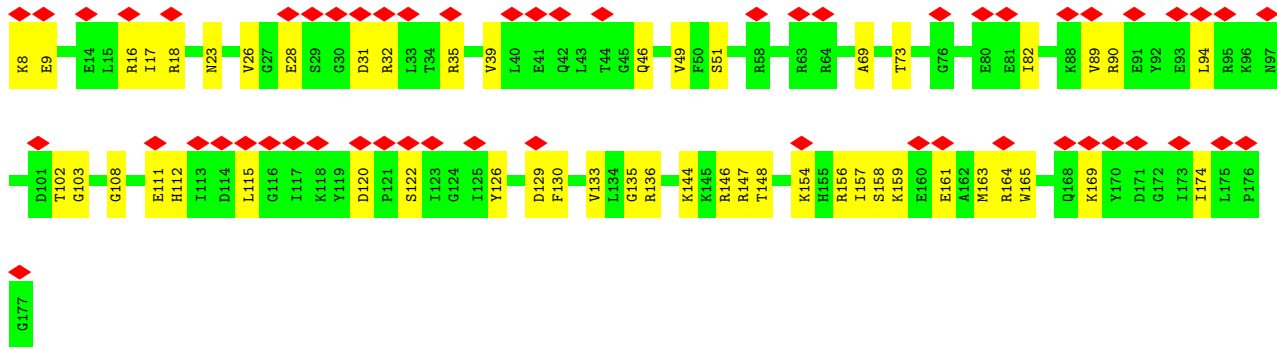 K8 E9 E14 L15 R16 I17 R18 N23 V26 G27 E28 S29 G30 D31 R32 L33 T34 R35 V39 L40 E41 Q42 L43 T44 G45 Q46 V49 F50 S51 R58 R63 R64 A69 T73 G76 E80 E81 I82 K88 V89 R90 E91 Y92 E93 L94 R95 K96 N97
D101 T102 G103 G108 E111 H112 I113 D114 L115 G116 I117 K118 Y119 D120 P121 S122 I123 G124 I125 Y126 D129 F130 V133 L134 G135 R136 K144 K145 R146 R147 T148 K154 H155 R156 I157 S158 K159 E160 E161 A162 M163 R164 W165 Q168 K169 Y170 D171 G172 I173 I174 L175 P176
G177